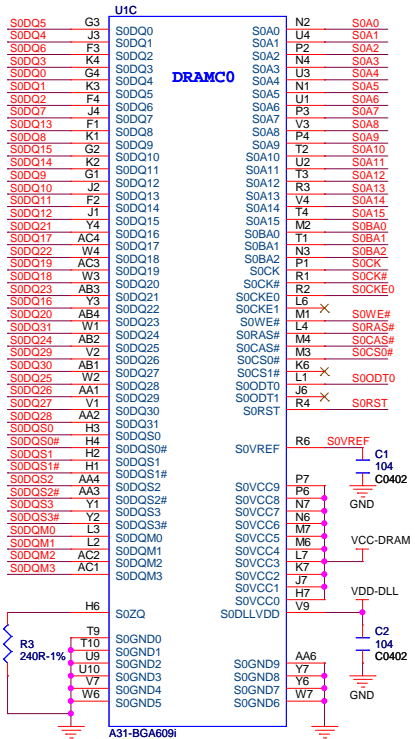 U1C
DRAMC0
S0DQ5 G3 S0DQ0 S0A0 N2 S0A0
S0DQ4 J3 S0DQ1 S0A1 U4 S0A1
S0DQ6 F3 S0DQ2 S0A2 P2 S0A2
S0DQ3 K4 S0DQ3 S0A3 N4 S0A3
S0DQ0 G4 S0DQ4 S0A4 U3 S0A4
S0DQ1 K3 S0DQ5 S0A5 N1 S0A5
S0DQ2 F4 S0DQ6 S0A6 U1 S0A6
S0DQ7 J4 S0DQ7 S0A7 P3 S0A7
S0DQ13 F1 S0DQ8 S0A8 V3 S0A8
S0DQ8 K1 S0DQ9 S0A9 P4 S0A9
S0DQ15 G2 S0DQ10 S0A10 T2 S0A10
S0DQ14 K2 S0DQ11 S0A11 U2 S0A11
S0DQ9 G1 S0DQ12 S0A12 T3 S0A12
S0DQ10 J2 S0DQ13 S0A13 R3 S0A13
S0DQ11 F2 S0DQ14 S0A14 V4 S0A14
S0DQ12 J1 S0DQ15 S0A15 T4 S0A15
S0DQ21 Y4 S0DQ16 S0BA0 M2 S0BA0
S0DQ17 AC4 S0DQ17 S0BA1 T1 S0BA1
S0DQ22 W4 S0DQ18 S0BA2 N3 S0BA2
S0DQ19 AC3 S0DQ19 S0CK P1 S0CK
S0DQ18 W3 S0DQ20 S0CK# R1 S0CK#
S0DQ23 AB3 S0DQ21 S0CKE0 R2 S0CKE0
S0DQ16 Y3 S0DQ22 S0CKE1 L6
S0DQ20 AB4 S0DQ23 S0WE# M1 S0WE#
S0DQ31 W1 S0DQ24 S0RAS# L4 S0RAS#
S0DQ24 AB2 S0DQ25 S0CAS# M4 S0CAS#
S0DQ29 V2 S0DQ26 S0CS0# M3 S0CS0#
S0DQ30 AB1 S0DQ27 S0CS1# K6
S0DQ25 W2 S0DQ28 S0ODT0 L1 S0ODT0
S0DQ26 AA1 S0DQ29 S0ODT1 J6
S0DQ27 V1 S0DQ30 S0RST R4 S0RST
S0DQ28 AA2 S0DQ31
S0DQS0 H3 S0DQS0
S0DQS0# H4 S0DQS0# S0VREF R6 S0VREF
S0DQS1 H2 S0DQS1 C1
S0DQS1# H1 S0DQS1# 104
S0DQS2 AA4 S0DQS2 S0VCC9 P7 C0402
S0DQS2# AA3 S0DQS2# S0VCC8 P6
S0DQS3 Y1 S0DQS3 S0VCC7 N7 GND
S0DQS3# Y2 S0DQS3# S0VCC6 N6
S0DQM0 L3 S0DQM0 S0VCC5 M7
S0DQM1 L2 S0DQM1 S0VCC4 M6 VCC-DRAM
S0DQM2 AC2 S0DQM2 S0VCC3 L7
S0DQM3 AC1 S0DQM3 S0VCC2 K7
S0VCC1 J7
S0VCC0 H7 VDD-DLL
H6 S0ZQ S0DLLVDD V9
R3
240R-1%
C2
104
C0402
GND
T9 S0GND0
T10 S0GND1
U9 S0GND2 S0GND9 AA6
U10 S0GND3 S0GND8 Y7
V7 S0GND4 S0GND7 Y6
W6 S0GND5 S0GND6 W7
A31-BGA609i